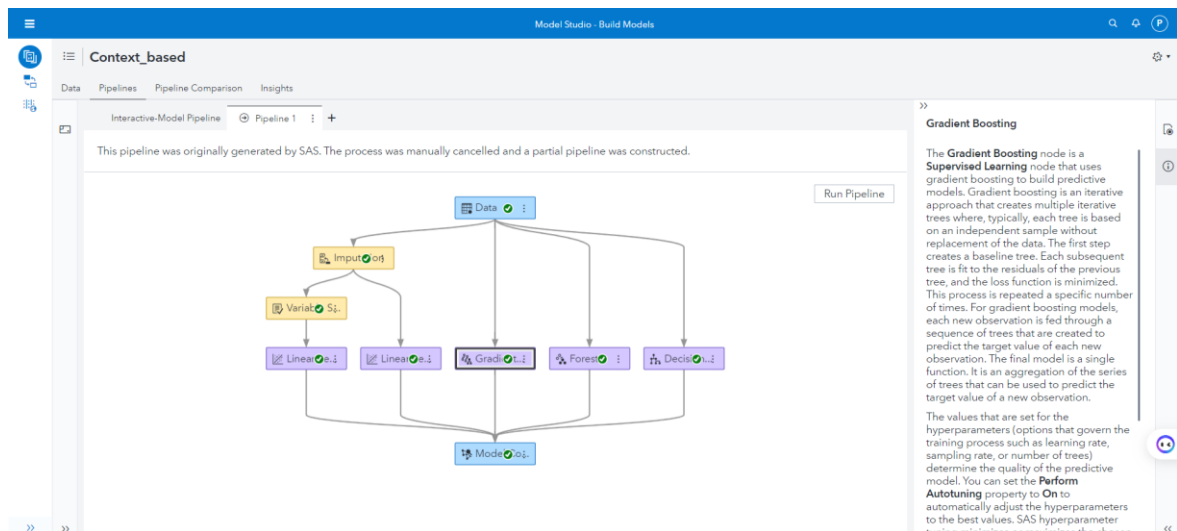 Model Studio - Build Models
P
Context_based
Data Pipelines Pipeline Comparison Insights
Interactive-Model Pipeline Pipeline 1
This pipeline was originally generated by SAS. The process was manually cancelled and a partial pipeline was constructed.
Run Pipeline
Data
Imput
Variab S...
Linear e... Linear e... Gradi t... Forest Decisi n...
Mode Co...
Gradient Boosting
The Gradient Boosting node is a
Supervised Learning node that uses
gradient boosting to build predictive
models. Gradient boosting is an iterative
approach that creates multiple iterative
trees where, typically, each tree is based
on an independent sample without
replacement of the data. The first step
creates a baseline tree. Each subsequent
tree is fit to the residuals of the previous
tree, and the loss function is minimized.
This process is repeated a specific number
of times. For gradient boosting models,
each new observation is fed through a
sequence of trees that are created to
predict the target value of each new
observation. The final model is a single
function. It is an aggregation of the series
of trees that can be used to predict the
target value of a new observation.
The values that are set for the
hyperparameters (options that govern the
training process such as learning rate,
sampling rate, or number of trees)
determine the quality of the predictive
model. You can set the Perform
Autotuning property to On to
automatically adjust the hyperparameters
to the best values. SAS hyperparameter